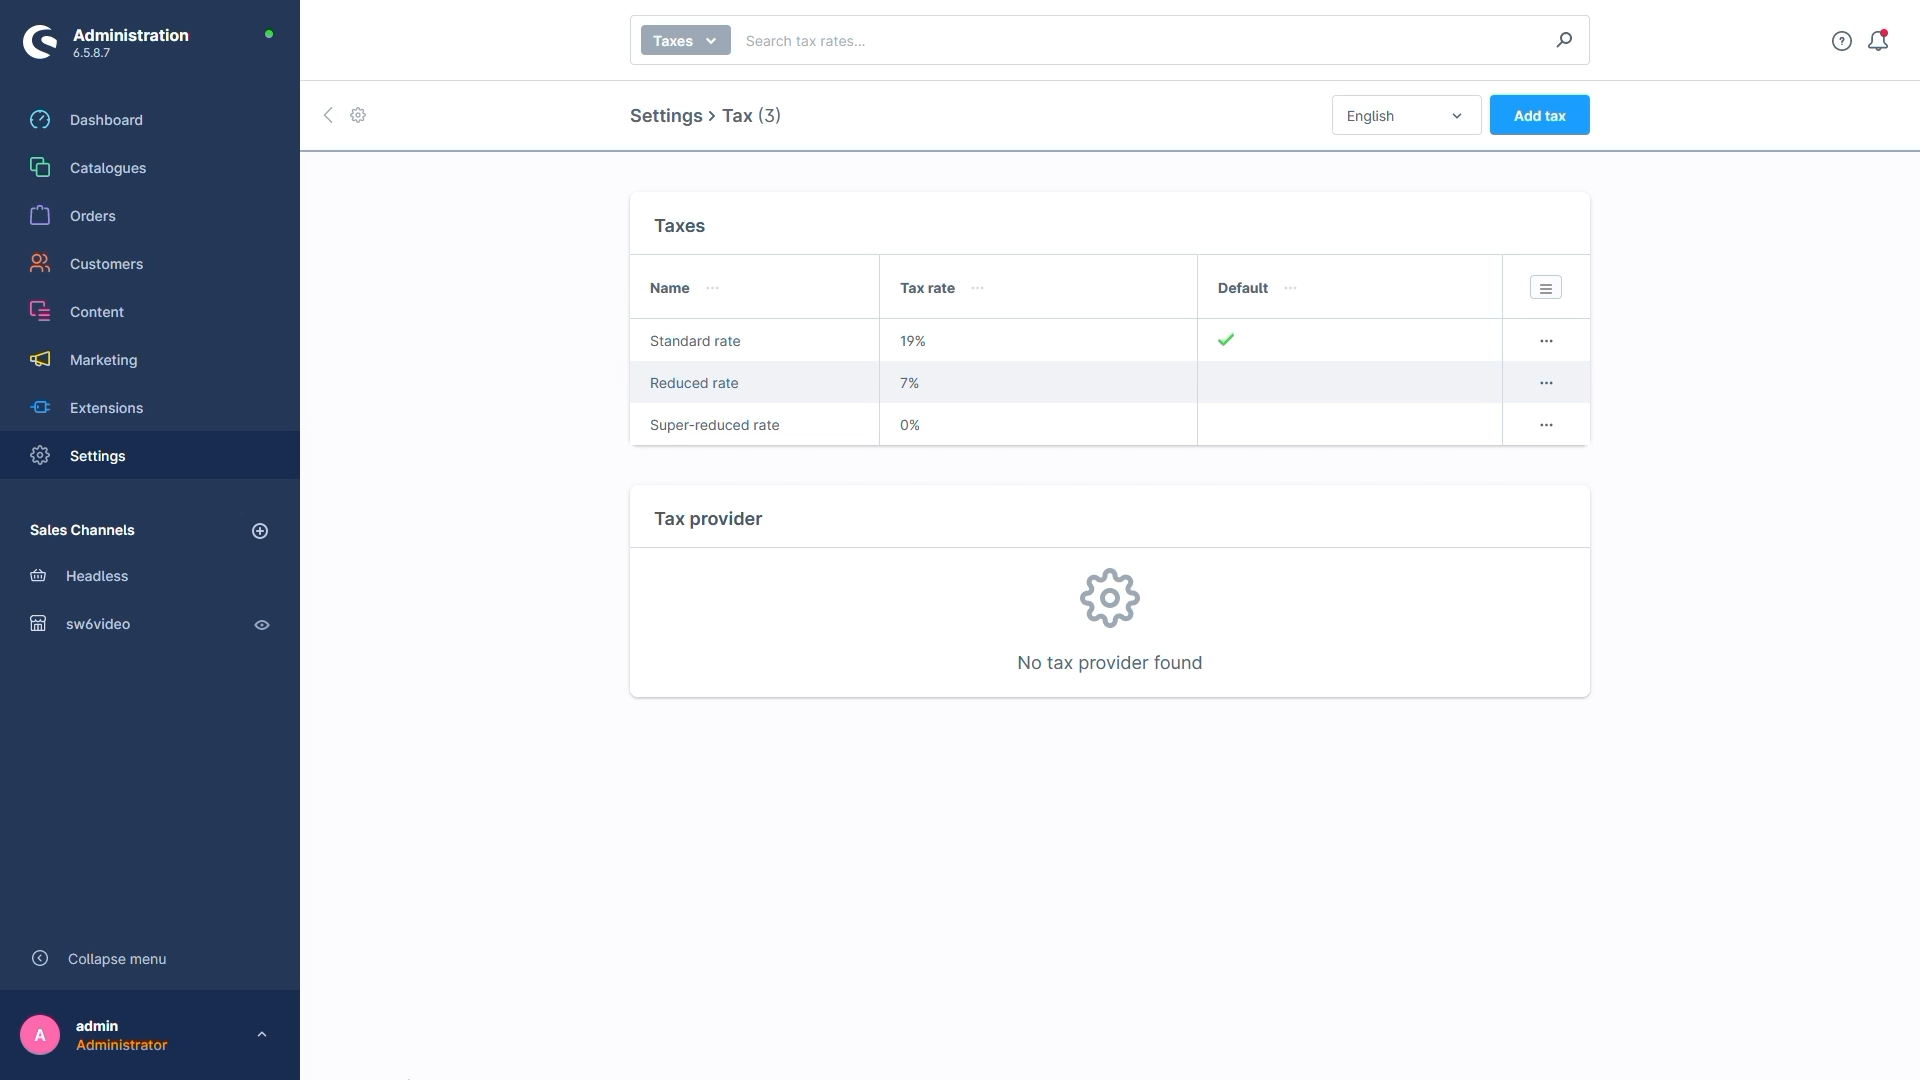 Administration
6.5.8.7
Dashboard
Catalogues
Orders
Customers
Content
Marketing
Extensions
Settings
Sales Channels
Headless
sw6video
Collapse menu
A
admin
Administrator
Taxes
Search tax rates...
Settings > Tax (3)
English
Add tax
Taxes
Name Tax rate Default
Standard rate 19%
Reduced rate 7%
Super-reduced rate 0%
Tax provider
No tax provider found